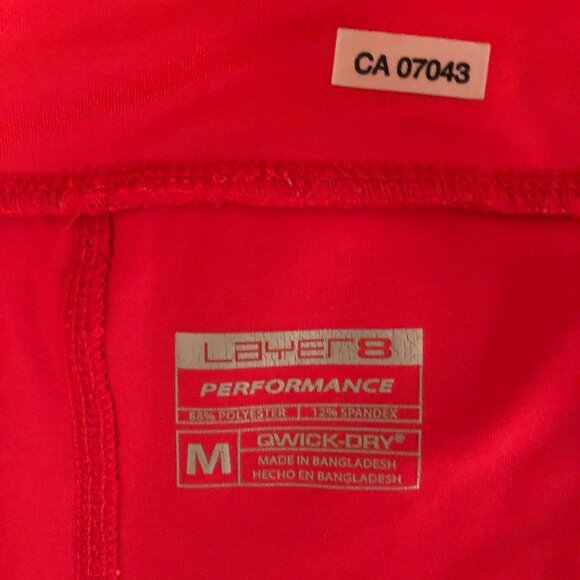 CA 07043
Layer8
PERFORMANCE
88% POLYESTER | 12% SPANDEX
M
QWICK-DRY®
MADE IN BANGLADESH
HECHO EN BANGLADESH